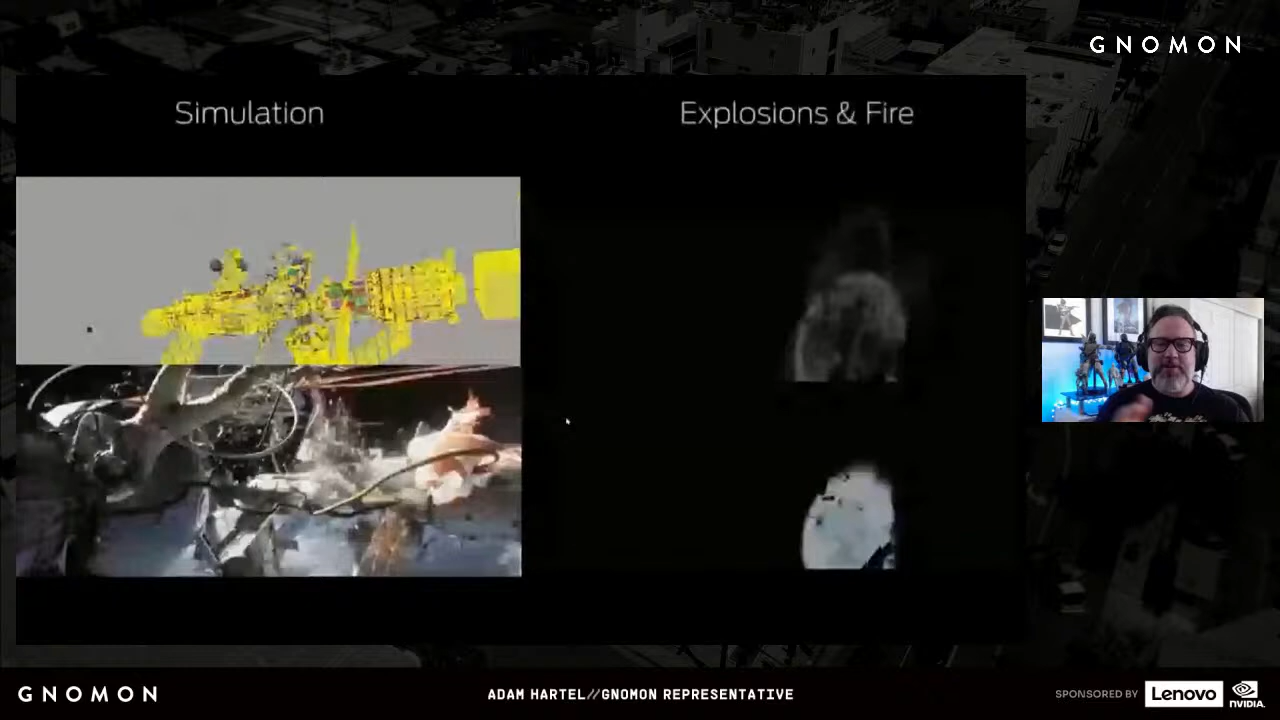 GNOMON
Simulation
Explosions & Fire
GNOMON
ADAM HARTEL//GNOMON REPRESENTATIVE
SPONSORED BY
Lenovo
NVIDIA.